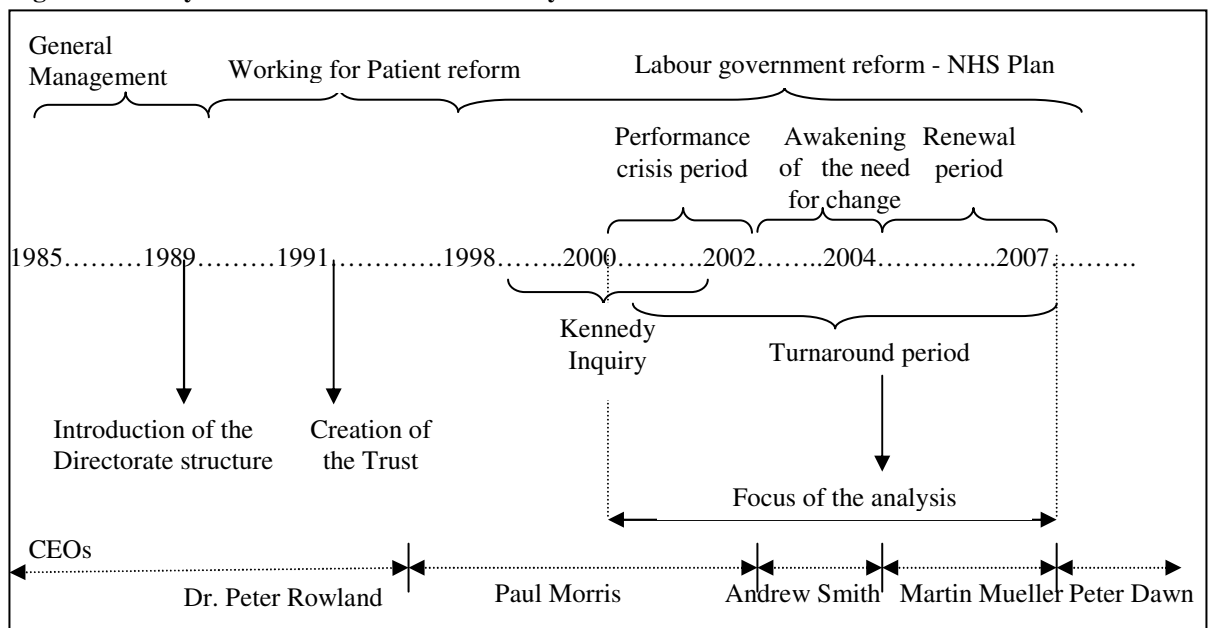 General
Management
Working for Patient reform
Labour government reform - NHS Plan
Performance
crisis period
Awakening
of the need
for change
Renewal
period
1985………1989………1991………..1998…….2000………2002…….2004…………..2007………
Kennedy
Inquiry
Turnaround period
Introduction of the
Directorate structure
Creation of
the Trust
Focus of the analysis
CEOs
Dr. Peter Rowland
Paul Morris
Andrew Smith
Martin Mueller
Peter Dawn